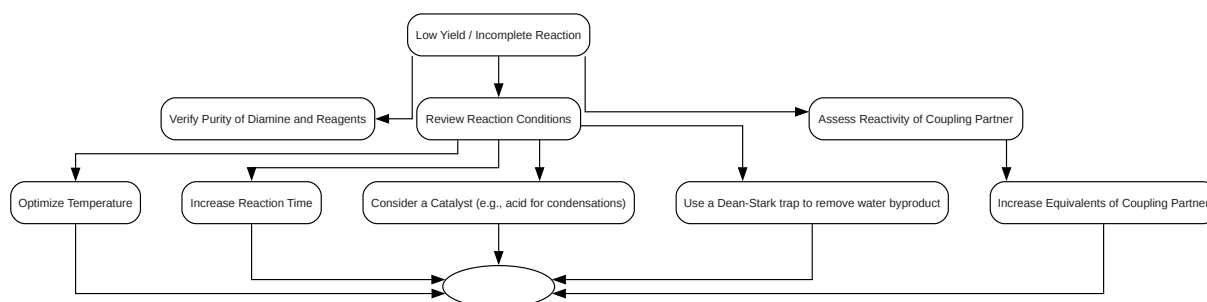 Low Yield / Incomplete Reaction
Verify Purity of Diamine and Reagents
Review Reaction Conditions
Assess Reactivity of Coupling Partner
Optimize Temperature
Increase Reaction Time
Consider a Catalyst (e.g., acid for condensations)
Use a Dean-Stark trap to remove water byproduct
Increase Equivalents of Coupling Partner